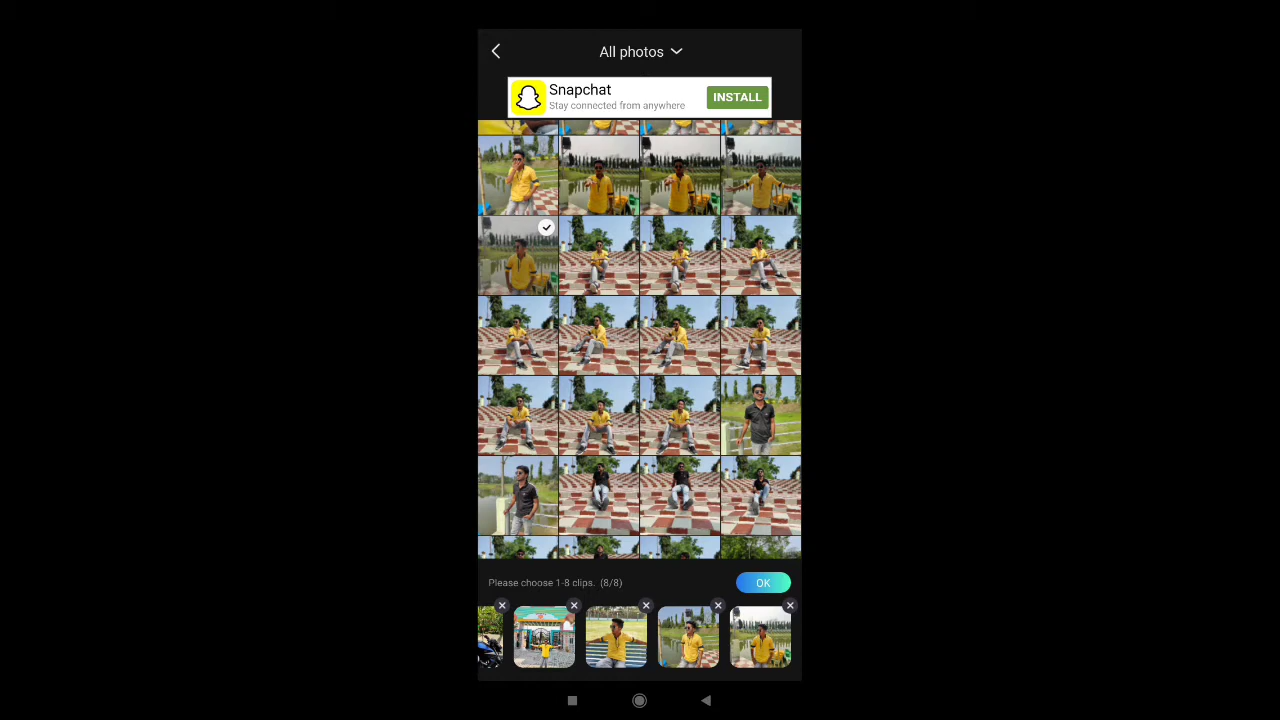 All photos
Snapchat
Stay connected from anywhere
INSTALL
Please choose 1-8 clips. (8/8)
OK